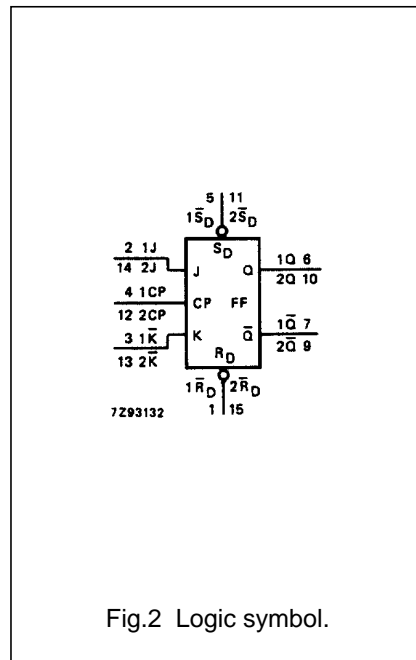 5 11
1S̅D 2S̅D
SD
2 1J
14 2J
J
Q
1Q 6
2Q 10
4 1CP
12 2CP
CP FF
3 1K̅
13 2K̅
K
Q̅
1Q̅ 7
2Q̅ 9
RD
1R̅D 2R̅D
1 15
7Z93132
Fig.2 Logic symbol.